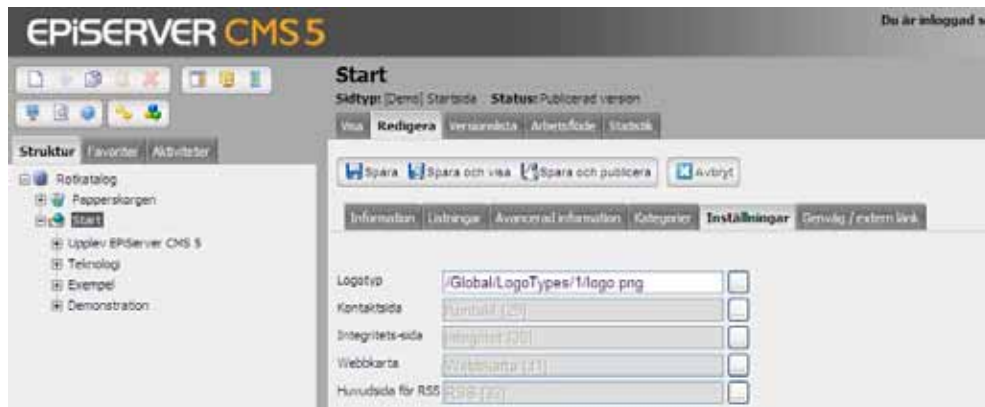 EPiSERVER CMS 5
Du är inloggad s
Start
Sidtyp: [Demo] Startsida Status: Publicerad version
Visa Redigera Versionslista Arbetsflöde Statistik
Struktur Favoriter Aktiviteter
Spara Spara och visa Spara och publicera Avbryt
Rotkatalog
Papperskorgen
Start
Upplev EPiServer CMS 5
Teknologi
Exempel
Demonstration
Information Listningar Avancerad information Kategorier Inställningar Genväg / extern länk
Logotyp /Global/LogoTypes/1/logo.png ...
Kontaktsida ...
Integritets-sida ...
Webbkarta Webbkarta ...
Huvudsida för RSS RSS ...